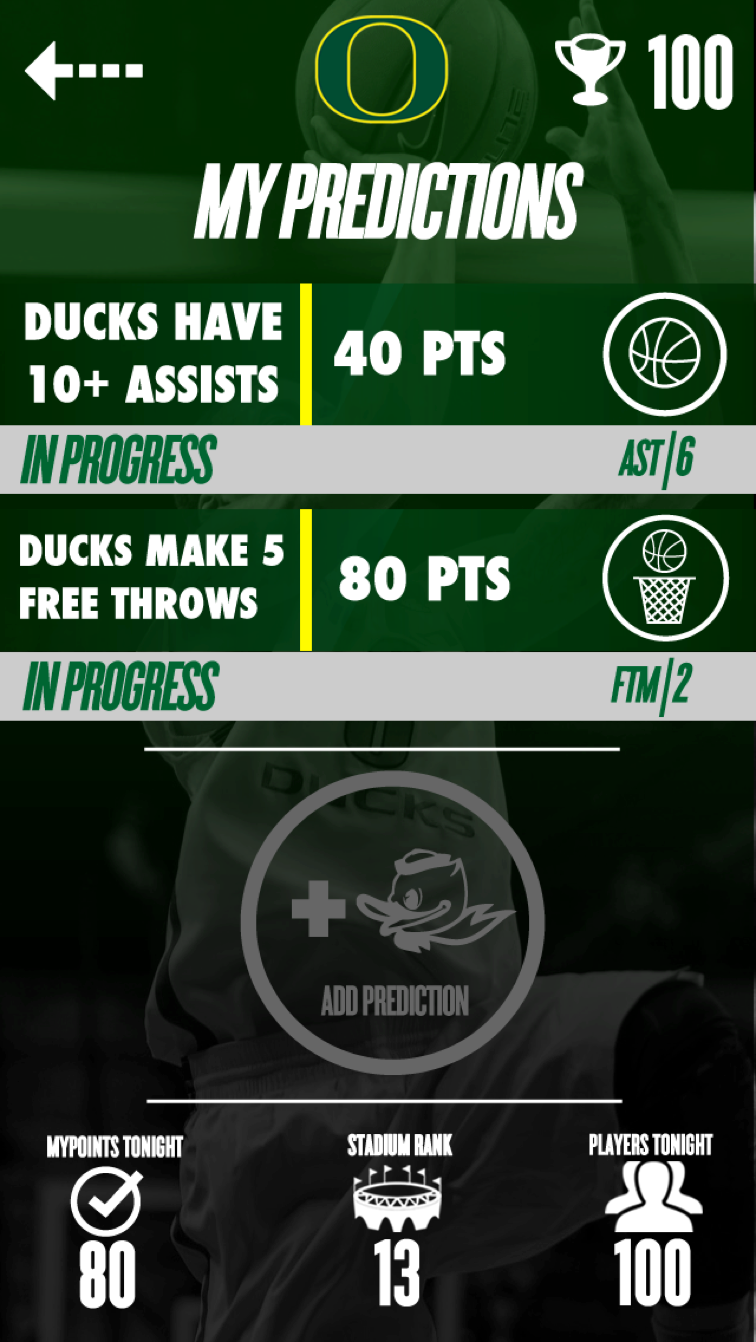 O
100
MY PREDICTIONS
DUCKS HAVE
10+ ASSISTS
40 PTS
IN PROGRESS
AST|6
DUCKS MAKE 5
FREE THROWS
80 PTS
IN PROGRESS
FTM|2
DUCKS
ADD PREDICTION
MYPOINTS TONIGHT
80
STADIUM RANK
13
PLAYERS TONIGHT
100